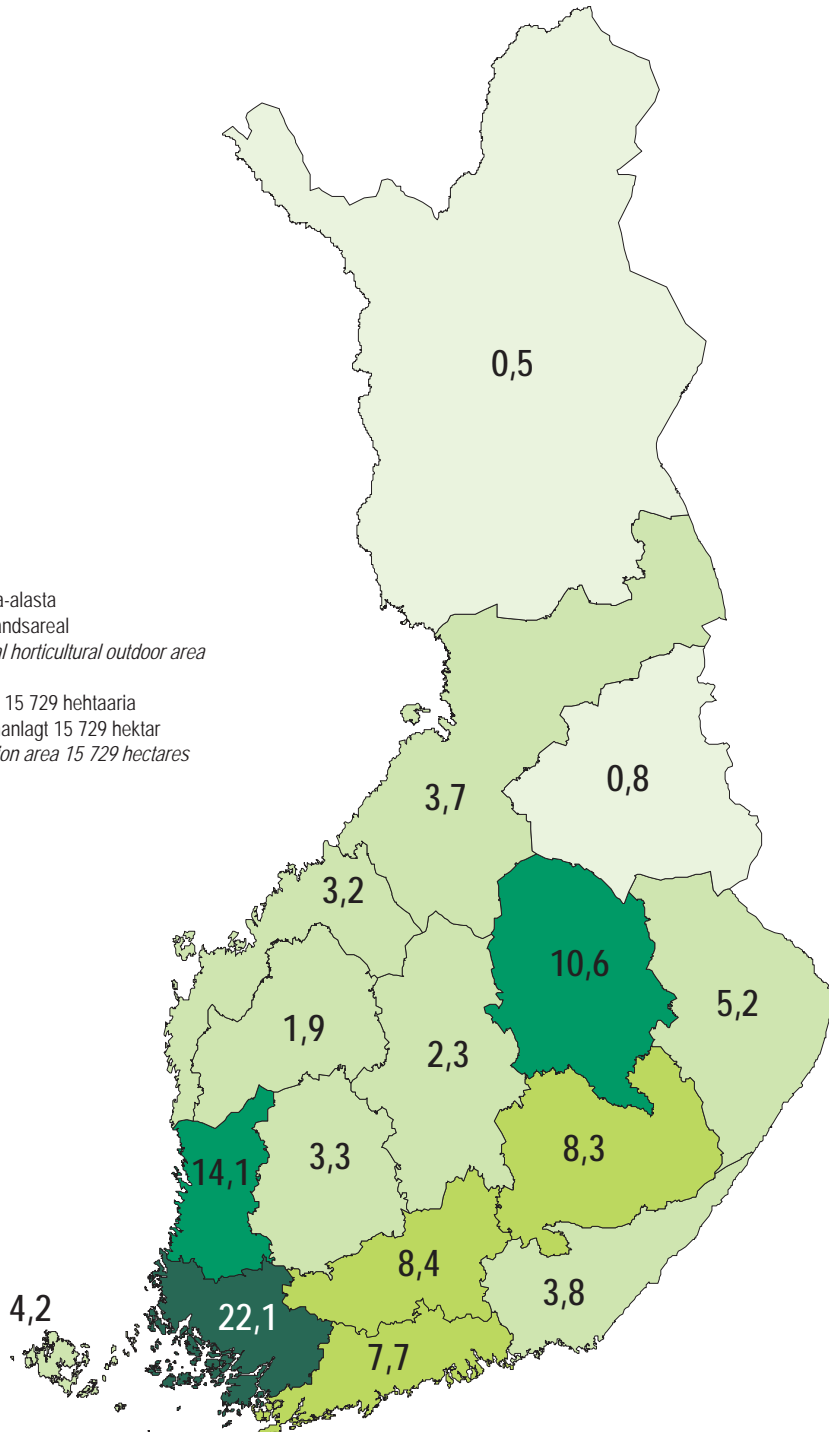 0,5
a-alasta
andsareal
al horticultural outdoor area
15 729 hehtaaria
anlagt 15 729 hektar
ion area 15 729 hectares
3,7
0,8
3,2
10,6
5,2
1,9
2,3
14,1
3,3
8,3
8,4
3,8
4,2
22,1
7,7